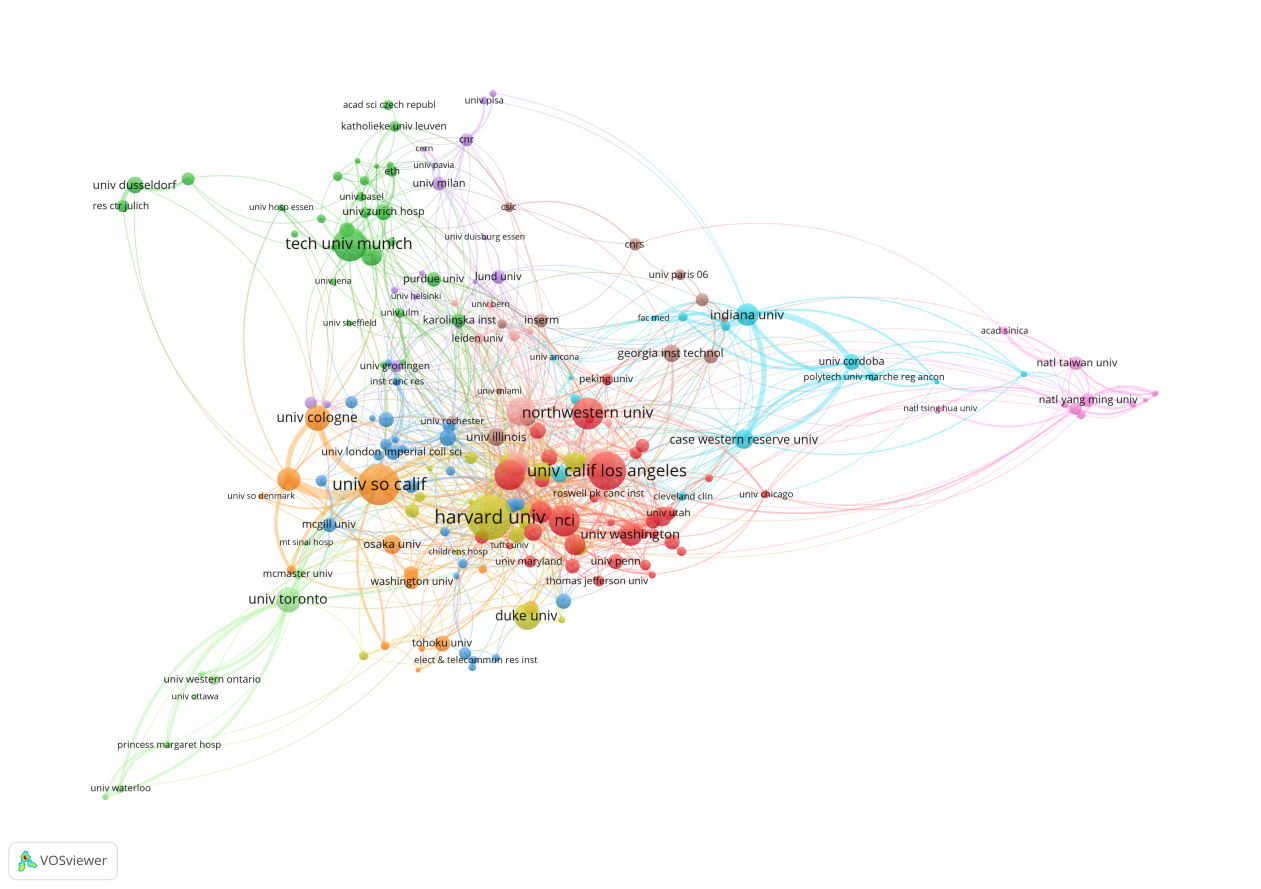 univ pisa
acad sci czech republ
katholieke univ leuven
cnr
cern
univ pavia
eth
univ milan
univ dusseldorf
univ basel
res ctr julich
univ hosp essen
univ zurich hosp
csic
univ duisburg essen
tech univ munich
cnrs
univ paris 06
univ jena
purdue univ
lund univ
univ helsinki
univ bern
univ ulm
univ sheffield
karolinska inst
inserm
fac med
indiana univ
leiden univ
acad sinica
georgia inst technol
univ ancona
univ groningen
univ cordoba
natl taiwan univ
inst canc res
peking univ
polytech univ marche reg ancon
univ miami
natl yang ming univ
natl tsing hua univ
univ cologne
northwestern univ
univ rochester
univ illinois
case western reserve univ
univ london imperial coll sci
univ calif los angeles
univ so calif
roswell pk canc inst
univ so denmark
cleveland clin
univ chicago
harvard univ
nci
univ utah
mcgill univ
univ washington
mt sinai hosp
osaka univ
tufts univ
childrens hosp
univ maryland
univ penn
mcmaster univ
washington univ
thomas jefferson univ
univ toronto
duke univ
tohoku univ
elect & telecommun res inst
univ western ontario
univ ottawa
princess margaret hosp
univ waterloo
VOSviewer